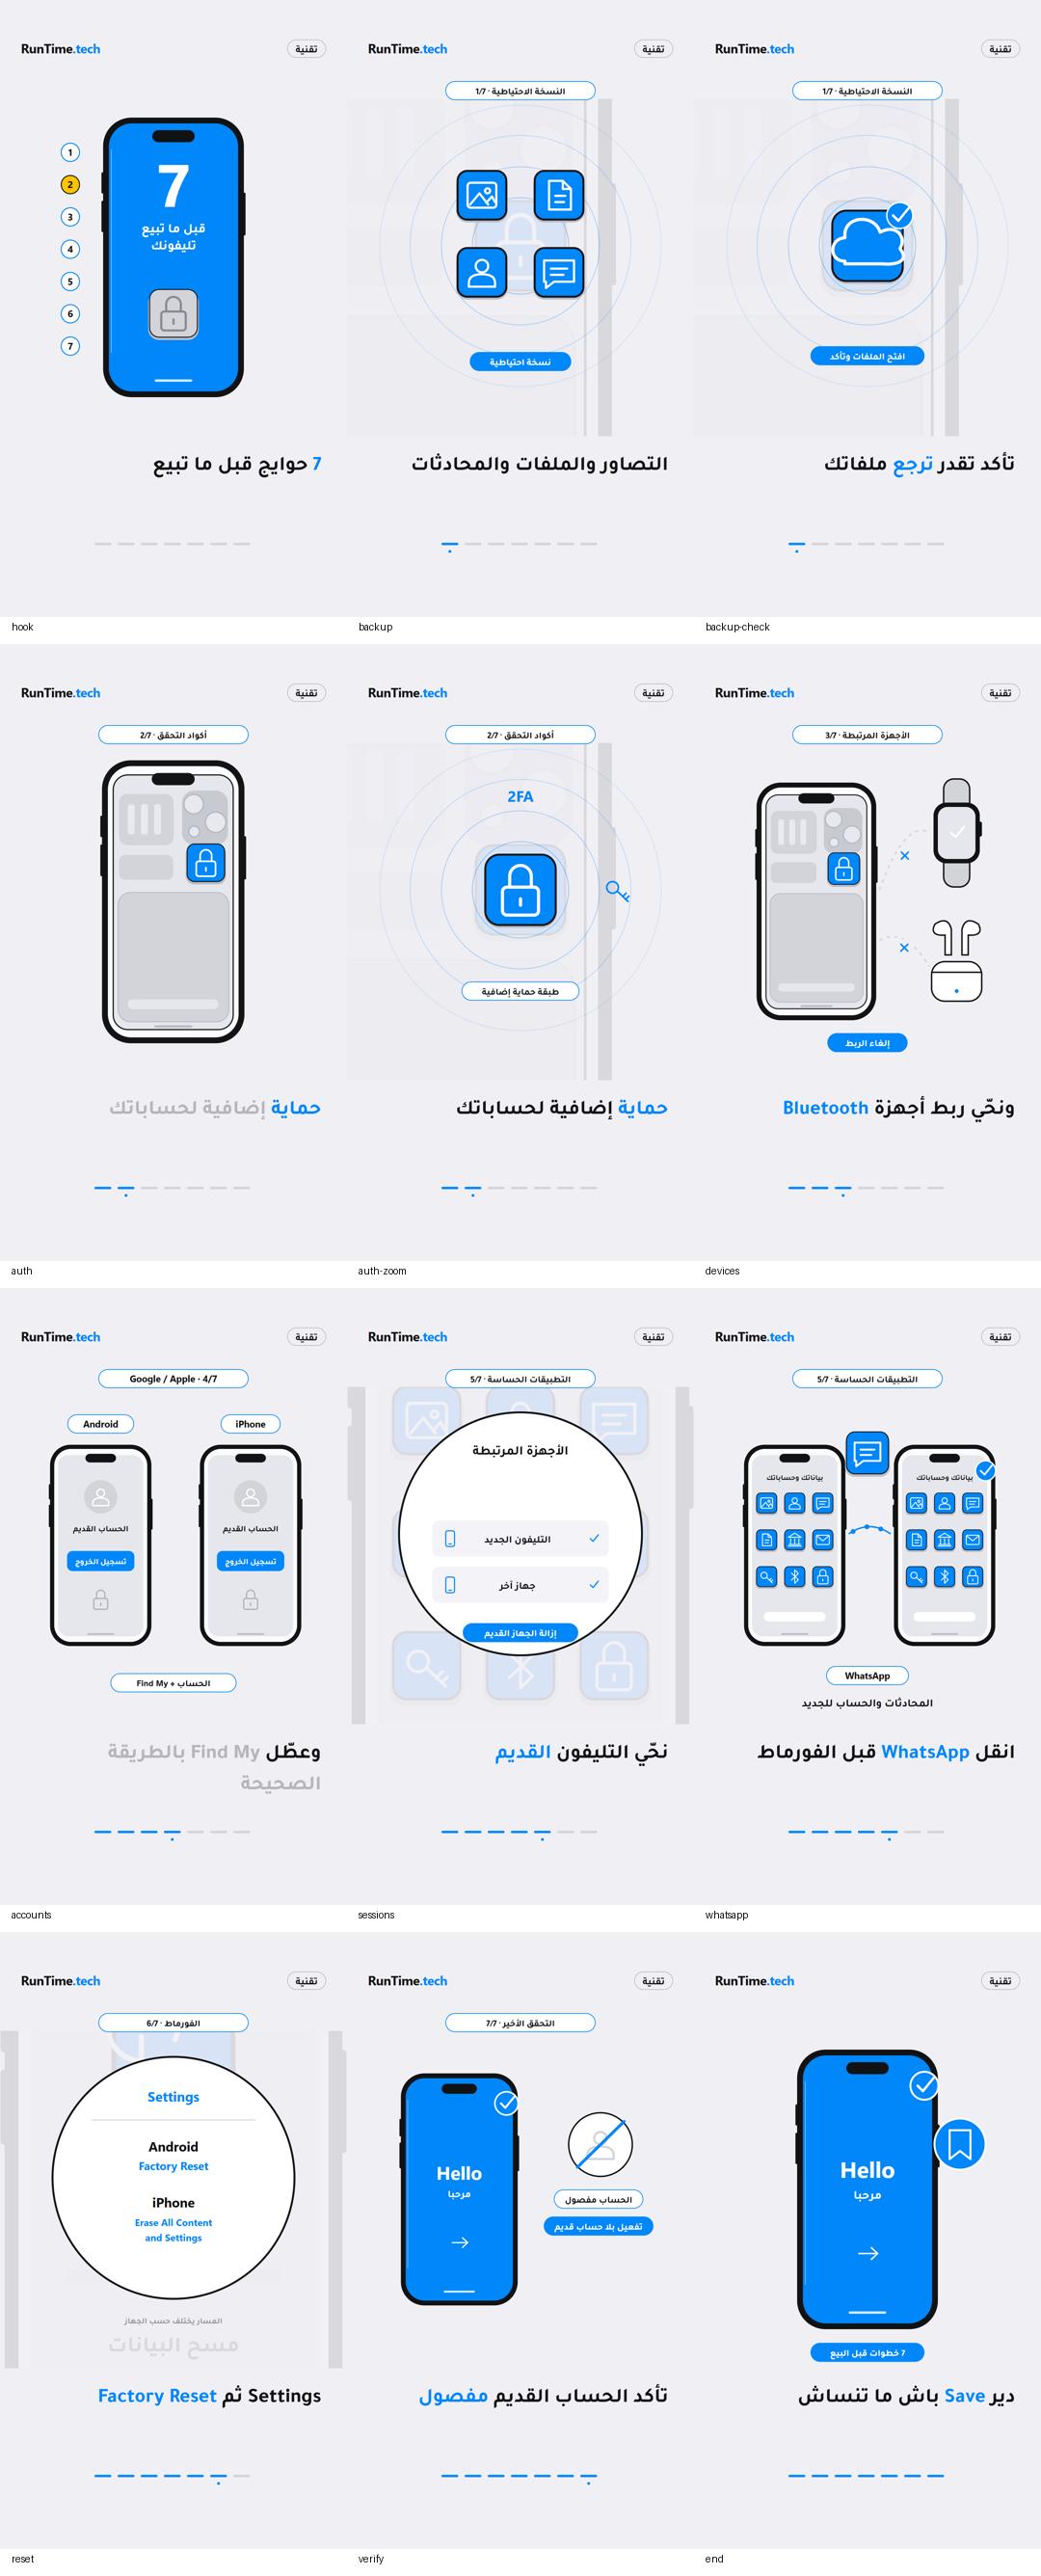 RunTime.tech
تقنية
1
2
3
4
5
6
7
7
قبل ما تبيع
تليفونك
7 حوايج قبل ما تبيع
hook
RunTime.tech
تقنية
النسخة الاحتياطية · 1/7
نسخة احتياطية
التصاور والملفات والمحادثات
backup
RunTime.tech
تقنية
النسخة الاحتياطية · 1/7
افتح الملفات وتأكد
تأكد تقدر ترجع ملفاتك
backup-check
RunTime.tech
تقنية
أكواد التحقق · 2/7
حماية إضافية لحساباتك
auth
RunTime.tech
تقنية
أكواد التحقق · 2/7
2FA
طبقة حماية إضافية
حماية إضافية لحساباتك
auth-zoom
RunTime.tech
تقنية
الأجهزة المرتبطة · 3/7
إلغاء الربط
ونحّي ربط أجهزة Bluetooth
devices
RunTime.tech
تقنية
Google / Apple · 4/7
Android
iPhone
الحساب القديم
تسجيل الخروج
الحساب القديم
تسجيل الخروج
الحساب + Find My
وعطّل Find My بالطريقة
الصحيحة
accounts
RunTime.tech
تقنية
التطبيقات الحساسة · 5/7
الأجهزة المرتبطة
التليفون الجديد
جهاز آخر
إزالة الجهاز القديم
نحّي التليفون القديم
sessions
RunTime.tech
تقنية
التطبيقات الحساسة · 5/7
بياناتك وحساباتك
بياناتك وحساباتك
WhatsApp
المحادثات والحساب للجديد
انقل WhatsApp قبل الفورماط
whatsapp
RunTime.tech
تقنية
الفورماط · 6/7
Settings
Android
Factory Reset
iPhone
Erase All Content
and Settings
المسار يختلف حسب الجهاز
مسح البيانات
Settings ثم Factory Reset
reset
RunTime.tech
تقنية
التحقق الأخير · 7/7
Hello
مرحبا
الحساب مفصول
تفعيل بلا حساب قديم
تأكد الحساب القديم مفصول
verify
RunTime.tech
تقنية
Hello
مرحبا
7 خطوات قبل البيع
دير Save باش ما تنساش
end